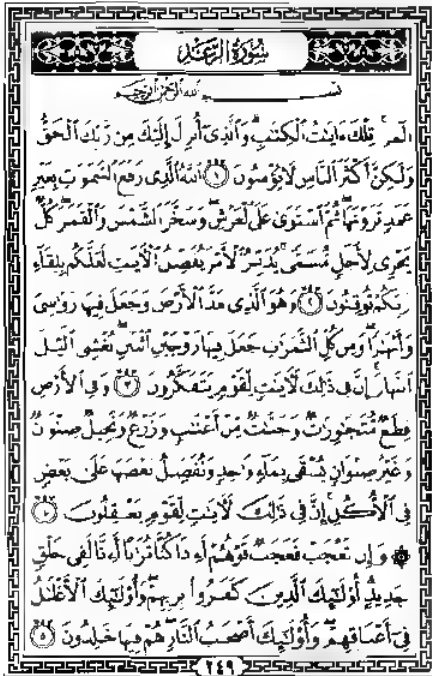 سُورَةُ الرَّعْدِ
بِسْمِ اللَّهِ الرَّحْمَٰنِ الرَّحِيمِ
الٓمٓر ۚ تِلْكَ ءَايَٰتُ ٱلْكِتَٰبِ ۗ وَٱلَّذِىٓ أُنزِلَ إِلَيْكَ مِن رَّبِّكَ ٱلْحَقُّ
وَلَٰكِنَّ أَكْثَرَ ٱلنَّاسِ لَا يُؤْمِنُونَ ١ ٱللَّهُ ٱلَّذِى رَفَعَ ٱلسَّمَٰوَٰتِ بِغَيْرِ
عَمَدٍ تَرَوْنَهَا ۖ ثُمَّ ٱسْتَوَىٰ عَلَى ٱلْعَرْشِ ۖ وَسَخَّرَ ٱلشَّمْسَ وَٱلْقَمَرَ ۖ كُلٌّ
يَجْرِى لِأَجَلٍ مُّسَمًّى ۚ يُدَبِّرُ ٱلْأَمْرَ يُفَصِّلُ ٱلْءَايَٰتِ لَعَلَّكُم بِلِقَآءِ
رَبِّكُمْ تُوقِنُونَ ٢ وَهُوَ ٱلَّذِى مَدَّ ٱلْأَرْضَ وَجَعَلَ فِيهَا رَوَٰسِىَ
وَأَنْهَٰرًا ۖ وَمِن كُلِّ ٱلثَّمَرَٰتِ جَعَلَ فِيهَا زَوْجَيْنِ ٱثْنَيْنِ ۖ يُغْشِى ٱلَّيْلَ
ٱلنَّهَارَ ۚ إِنَّ فِى ذَٰلِكَ لَءَايَٰتٍ لِّقَوْمٍ يَتَفَكَّرُونَ ٣ وَفِى ٱلْأَرْضِ
قِطَعٌ مُّتَجَٰوِرَٰتٌ وَجَنَّٰتٌ مِّنْ أَعْنَٰبٍ وَزَرْعٌ وَنَخِيلٌ صِنْوَانٌ
وَغَيْرُ صِنْوَانٍ يُسْقَىٰ بِمَآءٍ وَٰحِدٍ وَنُفَضِّلُ بَعْضَهَا عَلَىٰ بَعْضٍ
فِى ٱلْأُكُلِ ۚ إِنَّ فِى ذَٰلِكَ لَءَايَٰتٍ لِّقَوْمٍ يَعْقِلُونَ ٤
۞ وَإِن تَعْجَبْ فَعَجَبٌ قَوْلُهُمْ أَءِذَا كُنَّا تُرَٰبًا أَءِنَّا لَفِى خَلْقٍ
جَدِيدٍ ۗ أُو۟لَٰٓئِكَ ٱلَّذِينَ كَفَرُوا۟ بِرَبِّهِمْ ۖ وَأُو۟لَٰٓئِكَ ٱلْأَغْلَٰلُ
فِىٓ أَعْنَاقِهِمْ ۖ وَأُو۟لَٰٓئِكَ أَصْحَٰبُ ٱلنَّارِ ۖ هُمْ فِيهَا خَٰلِدُونَ ٥
٢٤٩